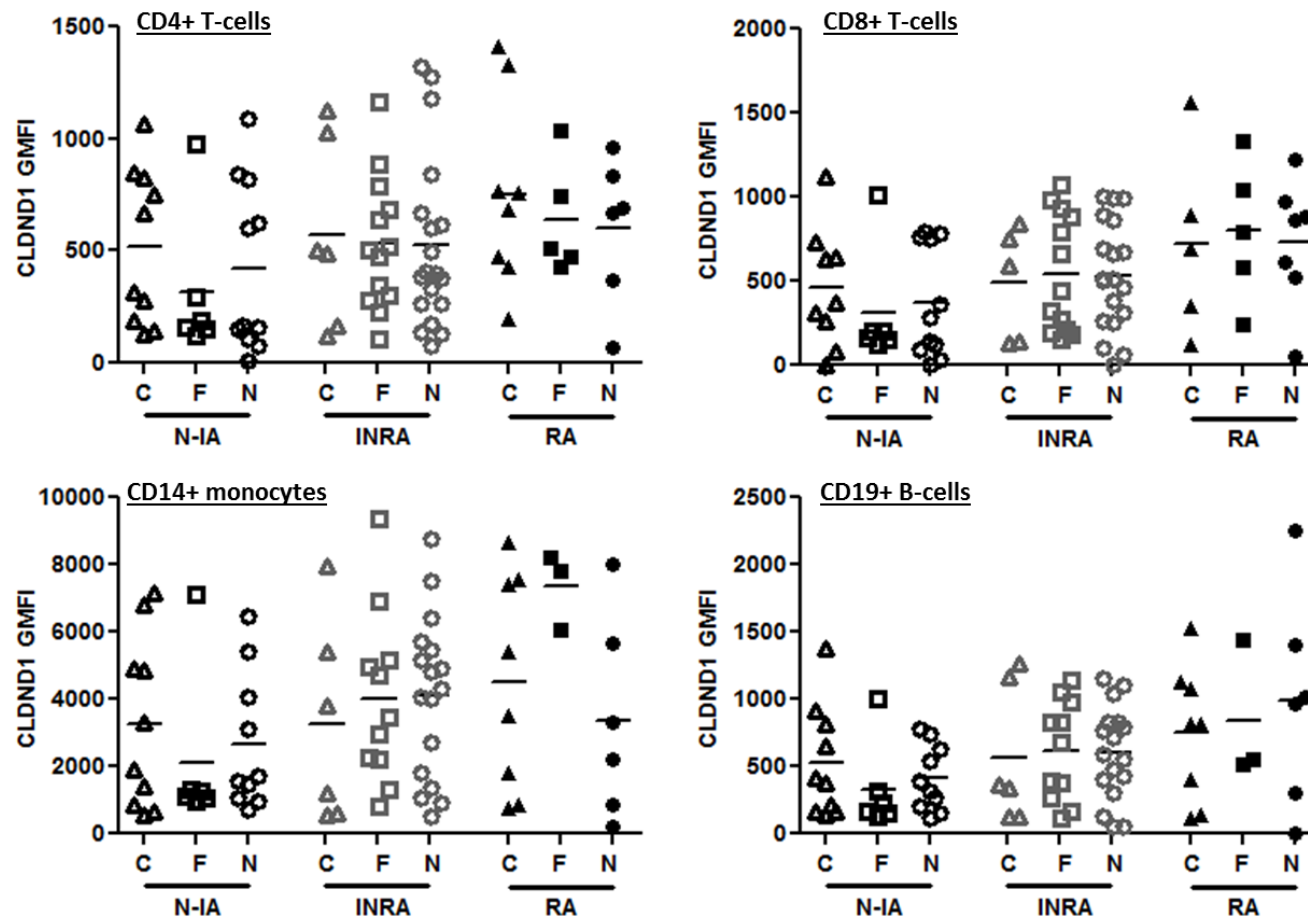 CD4+ T-cells
CLDND1 GMFI
1500
1000
500
0
C F N C F N C F N
N-IA INRA RA
CD8+ T-cells
CLDND1 GMFI
2000
1500
1000
500
0
C F N C F N C F N
N-IA INRA RA
CD14+ monocytes
CLDND1 GMFI
10000
8000
6000
4000
2000
0
C F N C F N C F N
N-IA INRA RA
CD19+ B-cells
CLDND1 GMFI
2500
2000
1500
1000
500
0
C F N C F N C F N
N-IA INRA RA